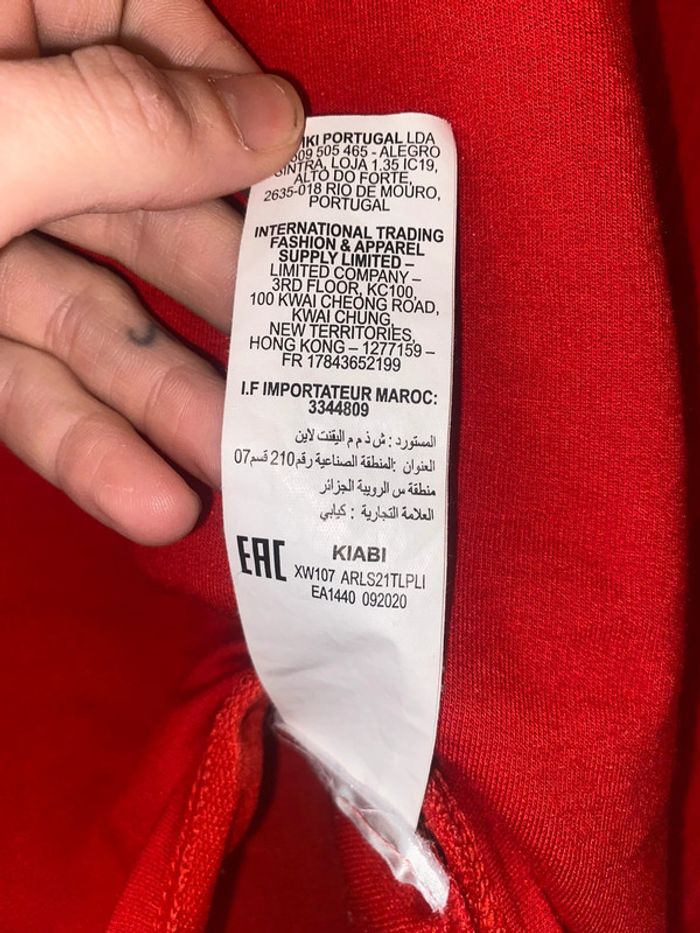 PORTUGAL LDA
505 465 - ALEGRO
SINTRA, LOJA 1.35 IC19,
ALTO DO FORTE,
2635-018 RIO DE MOURO,
PORTUGAL
INTERNATIONAL TRADING
FASHION & APPAREL
SUPPLY LIMITED –
LIMITED COMPANY –
3RD FLOOR, KC100,
100 KWAI CHEONG ROAD,
KWAI CHUNG,
NEW TERRITORIES,
HONG KONG – 1277159 –
FR 17843652199
I.F IMPORTATEUR MAROC:
3344809
المستورد : ش ذ م م اليقنت لاين
العنوان :المنطقة الصناعية رقم210 قسم07
منطقة س الرويبة الجزائر
العلامة التجارية : كيابي
EAC
KIABI
XW107 ARLS21TLPLI
EA1440 092020